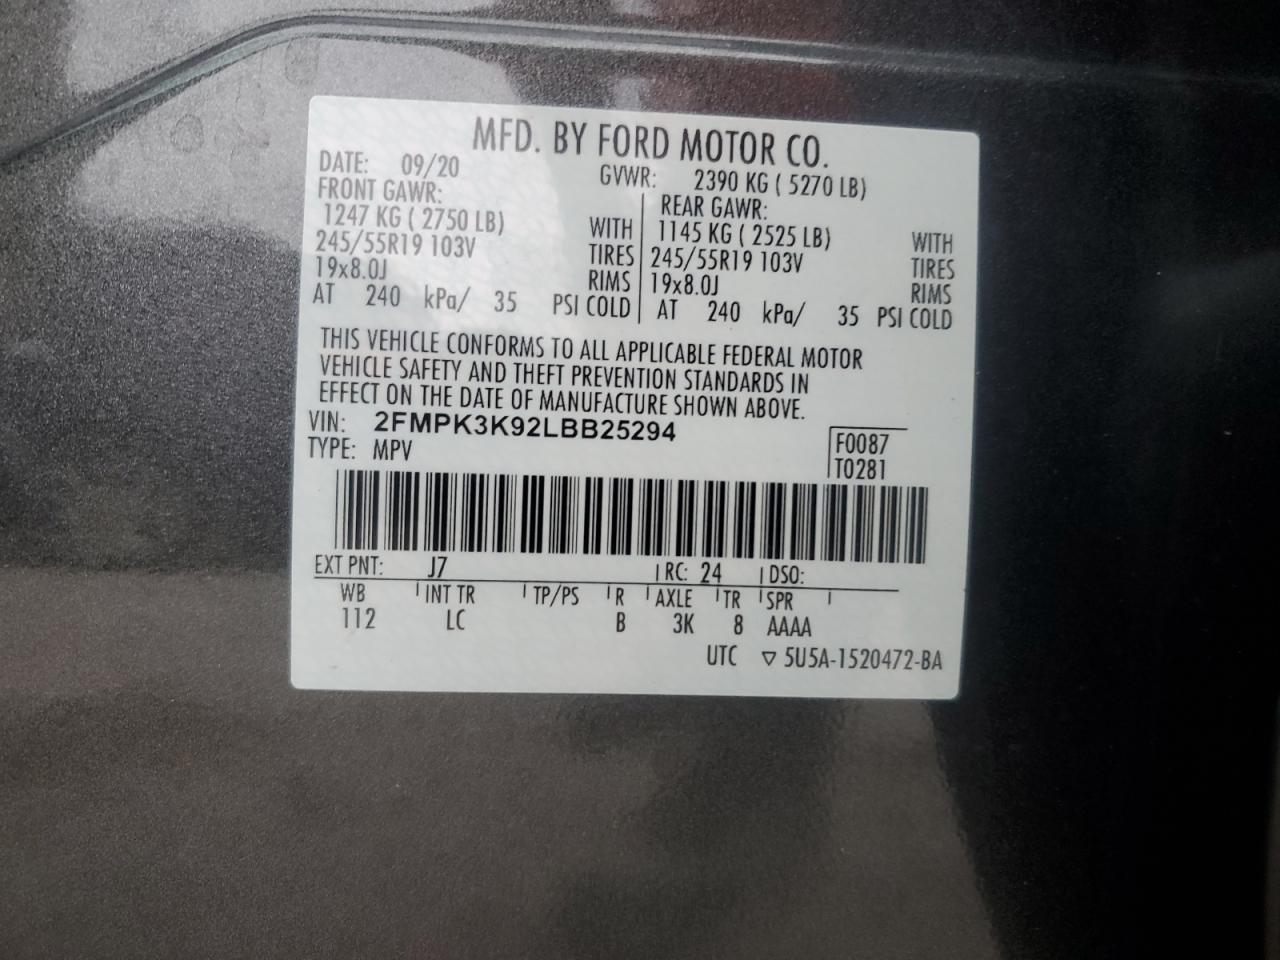 MFD. BY FORD MOTOR CO.
DATE: 09/20 GVWR: 2390 KG ( 5270 LB)
FRONT GAWR: REAR GAWR:
1247 KG ( 2750 LB) WITH 1145 KG ( 2525 LB) WITH
245/55R19 103V TIRES 245/55R19 103V TIRES
19x8.0J RIMS 19x8.0J RIMS
AT 240 kPa/ 35 PSI COLD AT 240 kPa/ 35 PSI COLD
THIS VEHICLE CONFORMS TO ALL APPLICABLE FEDERAL MOTOR
VEHICLE SAFETY AND THEFT PREVENTION STANDARDS IN
EFFECT ON THE DATE OF MANUFACTURE SHOWN ABOVE.
VIN: 2FMPK3K92LBB25294 F0087
TYPE: MPV T0281
EXT PNT: J7 RC: 24 DSO:
WB INT TR TP/PS R AXLE TR SPR
112 LC B 3K 8 AAAA
UTC ▽ 5U5A-1520472-BA